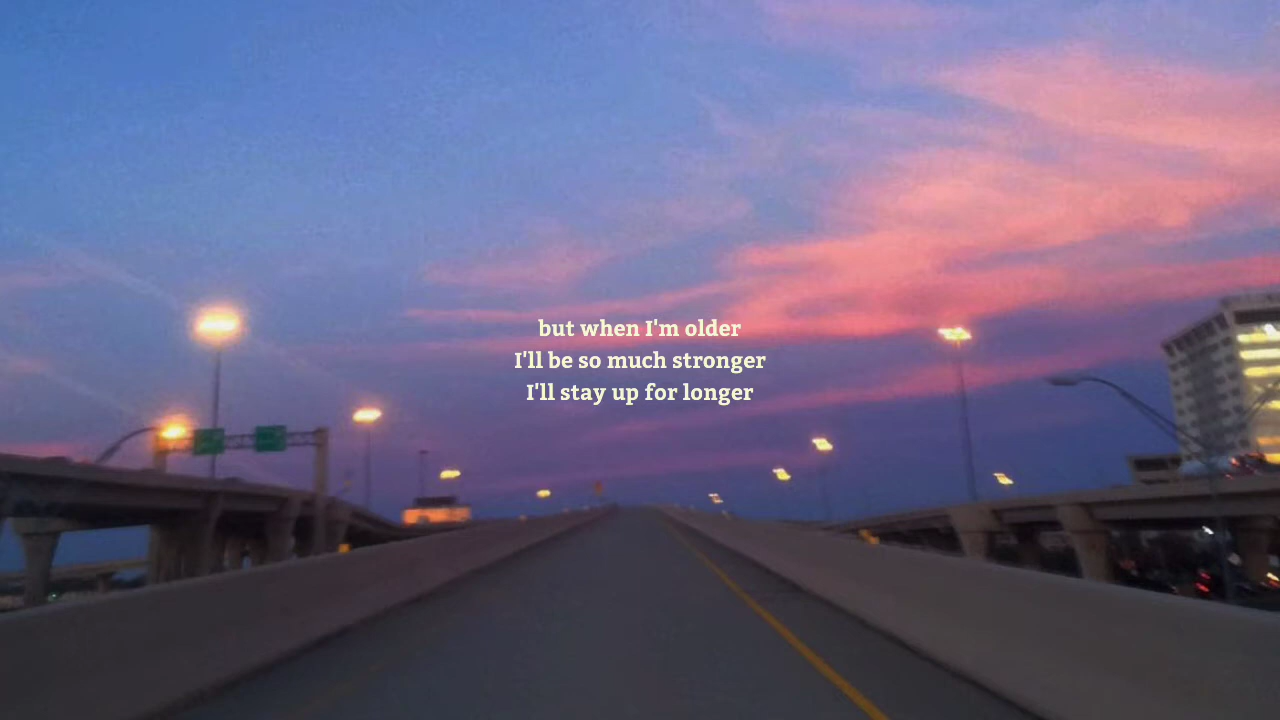 but when I'm older
I'll be so much stronger
I'll stay up for longer